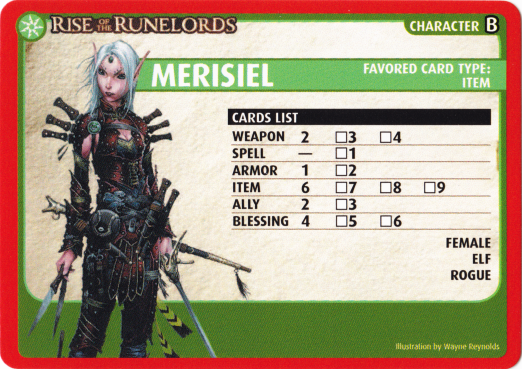 RISE OF THE RUNELORDS
CHARACTER B
MERISIEL
FAVORED CARD TYPE:
ITEM
CARDS LIST
WEAPON 2 □3 □4
SPELL — □1
ARMOR 1 □2
ITEM 6 □7 □8 □9
ALLY 2 □3
BLESSING 4 □5 □6
FEMALE
ELF
ROGUE
Illustration by Wayne Reynolds